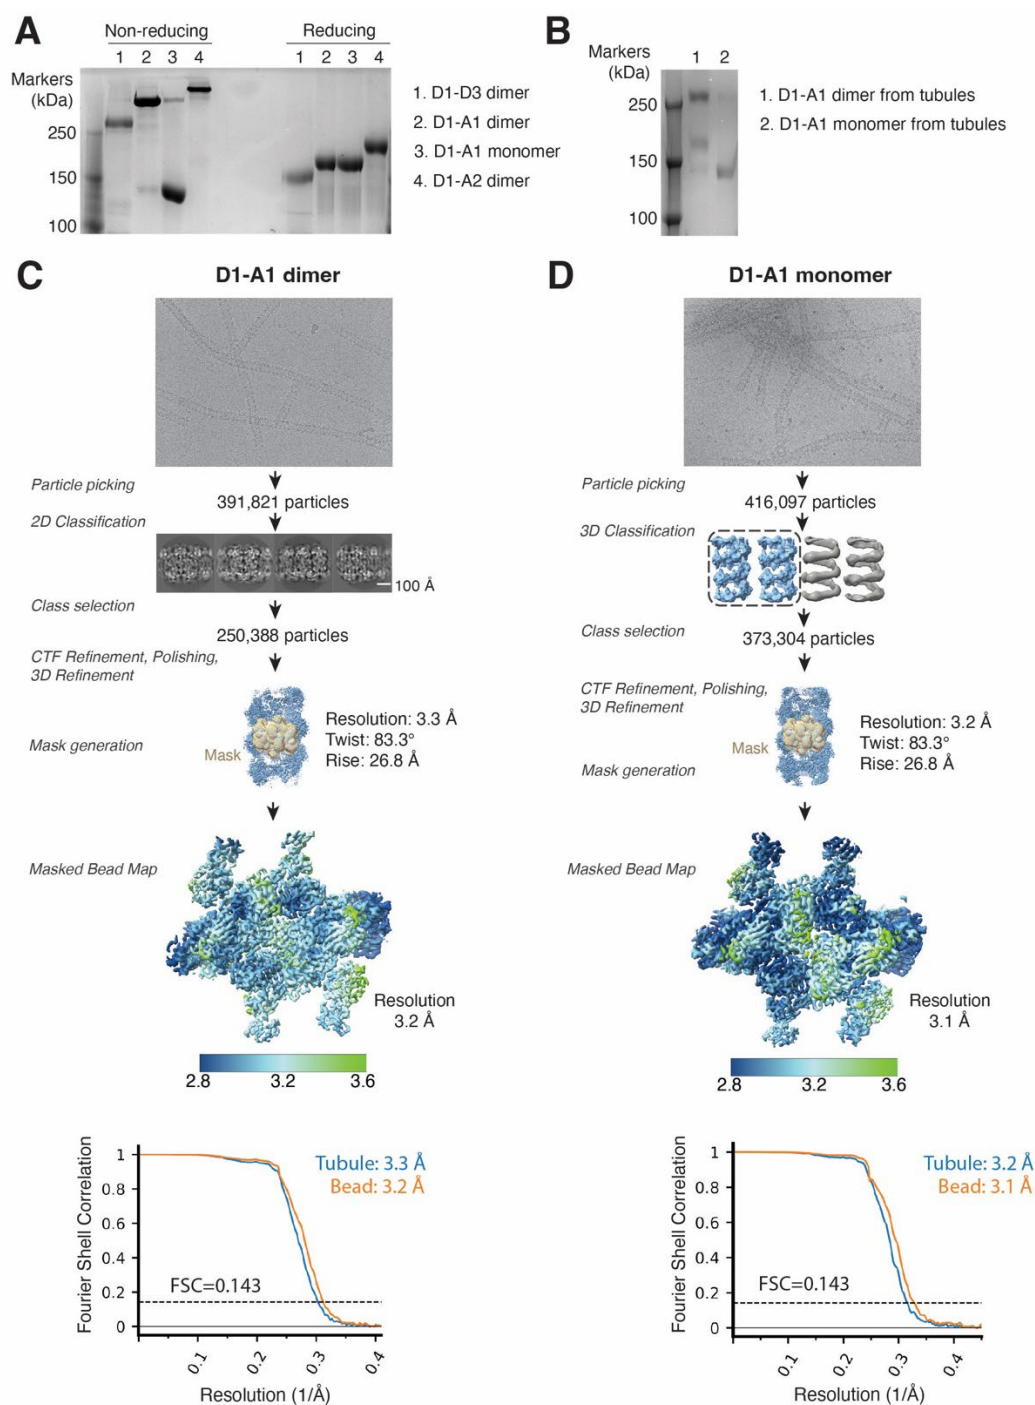 A
Non-reducing
Reducing
1 2 3 4
1 2 3 4
Markers
(kDa)
250
150
100
1. D1-D3 dimer
2. D1-A1 dimer
3. D1-A1 monomer
4. D1-A2 dimer
B
Markers
(kDa)
1 2
250
150
100
1. D1-A1 dimer from tubules
2. D1-A1 monomer from tubules
C
D1-A1 dimer
Particle picking
391,821 particles
2D Classification
100 Å
Class selection
250,388 particles
CTF Refinement, Polishing,
3D Refinement
Mask generation
Mask
Resolution: 3.3 Å
Twist: 83.3°
Rise: 26.8 Å
Masked Bead Map
Resolution
3.2 Å
2.8 3.2 3.6
Fourier Shell Correlation
1
0.8
0.6
0.4
0.2
0
Tubule: 3.3 Å
Bead: 3.2 Å
FSC=0.143
0.1 0.2 0.3 0.4
Resolution (1/Å)
D
D1-A1 monomer
Particle picking
416,097 particles
3D Classification
Class selection
373,304 particles
CTF Refinement, Polishing,
3D Refinement
Mask generation
Mask
Resolution: 3.2 Å
Twist: 83.3°
Rise: 26.8 Å
Masked Bead Map
Resolution
3.1 Å
2.8 3.2 3.6
Fourier Shell Correlation
1
0.8
0.6
0.4
0.2
0
Tubule: 3.2 Å
Bead: 3.1 Å
FSC=0.143
0.1 0.2 0.3 0.4
Resolution (1/Å)